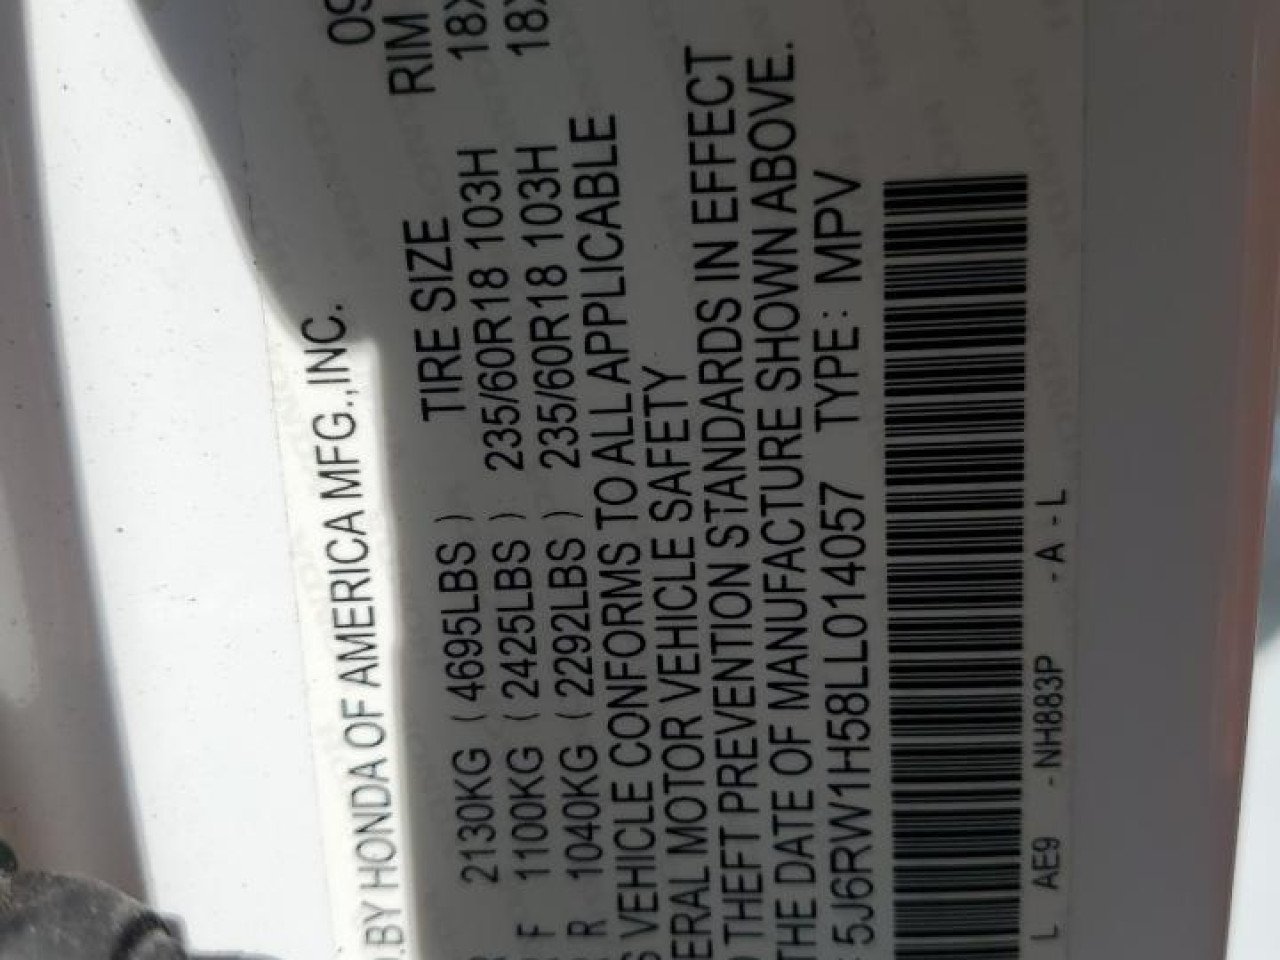 D.BY HONDA OF AMERICA MFG.,INC. 09
TIRE SIZE RIM
2130KG ( 4695LBS )
F 1100KG ( 2425LBS ) 235/60R18 103H 18X
R 1040KG ( 2292LBS ) 235/60R18 103H 18X
S VEHICLE CONFORMS TO ALL APPLICABLE
ERAL MOTOR VEHICLE SAFETY
D THEFT PREVENTION STANDARDS IN EFFECT
THE DATE OF MANUFACTURE SHOWN ABOVE.
: 5J6RW1H58LL014057 TYPE: MPV
L AE9 -NH883P -A-L